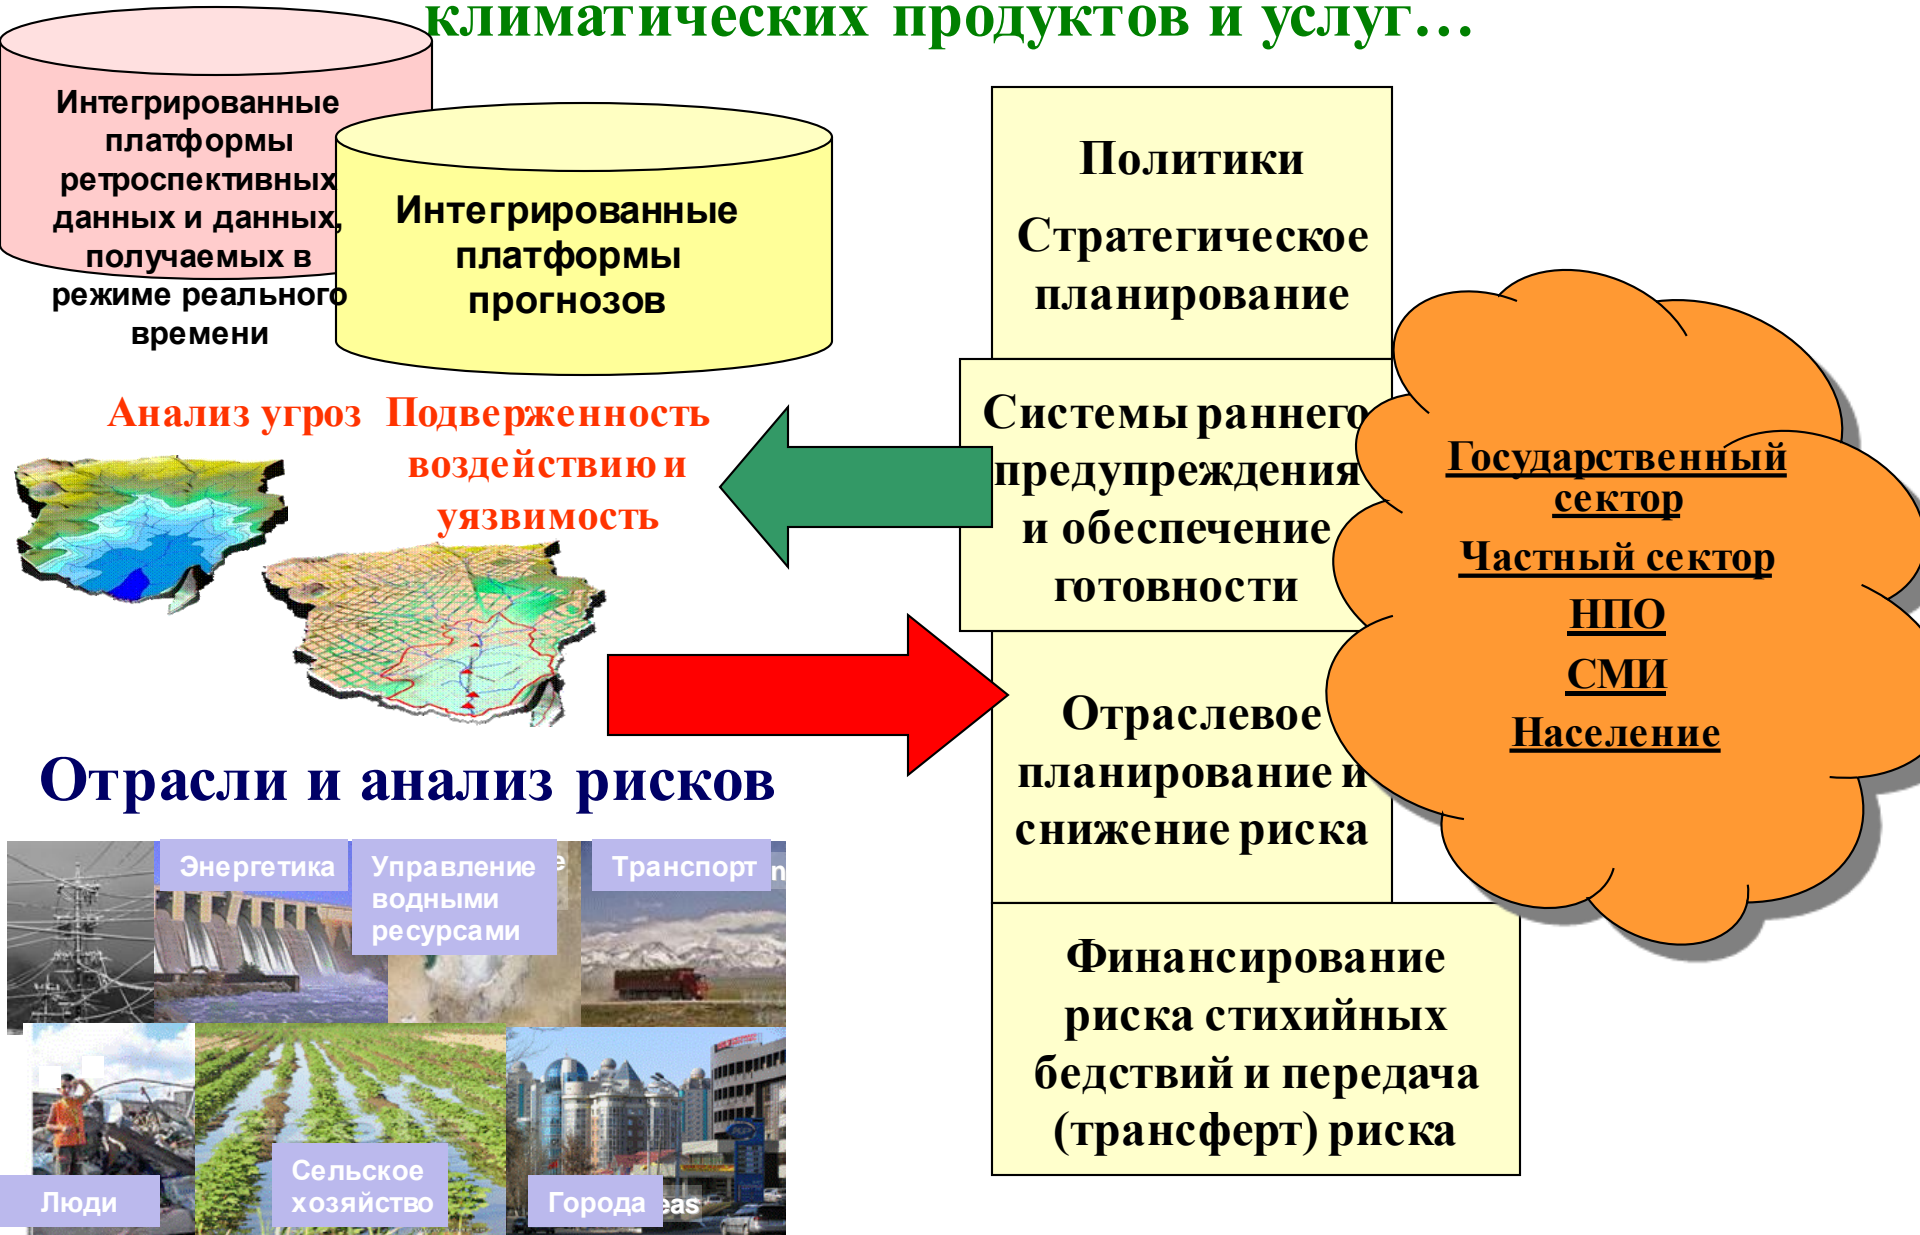 климатических продуктов и услуг...
Интегрированные
платформы
ретроспективных
данных и данных,
получаемых в
режиме реального
времени
Интегрированные
платформы
прогнозов
Анализ угроз
Подверженность
воздействию и
уязвимость
Отрасли и анализ рисков
Энергетика
Управление
водными
ресурсами
Транспорт
Люди
Сельское
хозяйство
Города
eas
Политики
Стратегическое
планирование
Системы раннего
предупреждения
и обеспечение
готовности
Отраслевое
планирование и
снижение риска
Финансирование
риска стихийных
бедствий и передача
(трансферт) риска
Государственный
сектор
Частный сектор
НПО
СМИ
Население